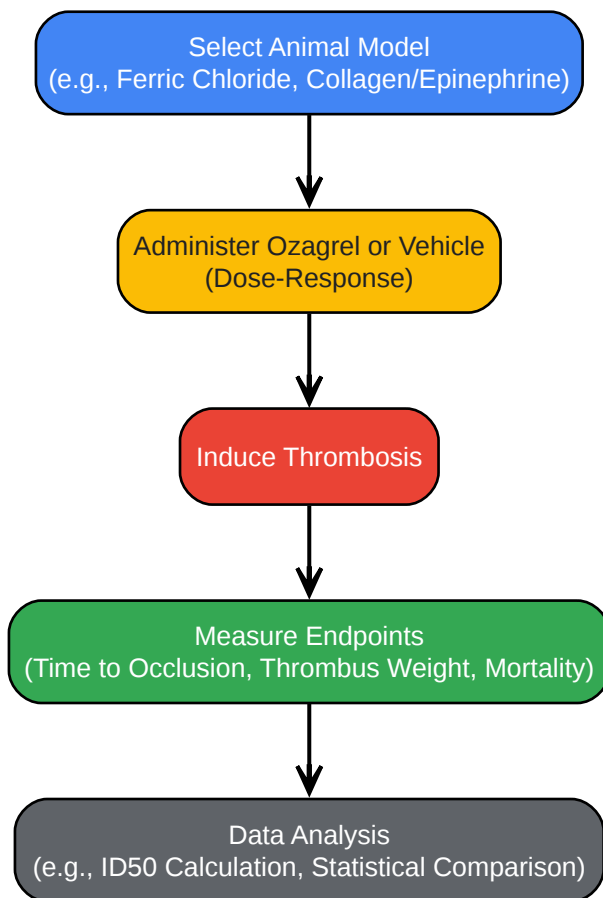 Select Animal Model
(e.g., Ferric Chloride, Collagen/Epinephrine)
Administer Ozagrel or Vehicle
(Dose-Response)
Induce Thrombosis
Measure Endpoints
(Time to Occlusion, Thrombus Weight, Mortality)
Data Analysis
(e.g., ID50 Calculation, Statistical Comparison)